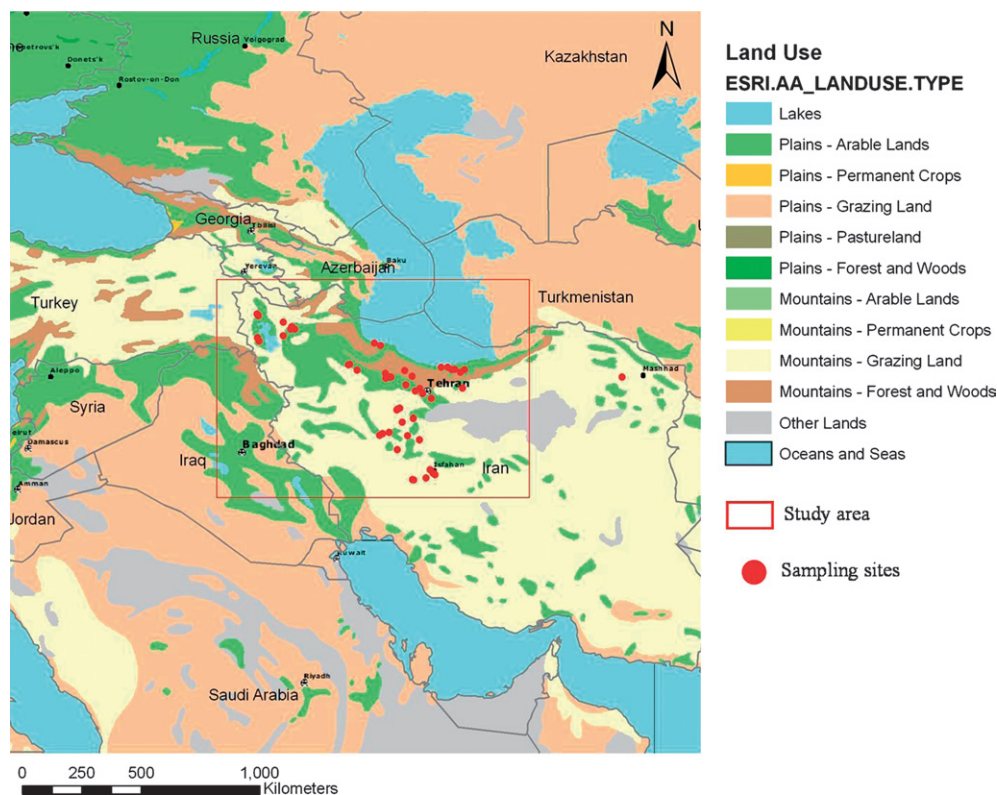 N
Russia
Volgograd
Donets'k
Rostov-on-Don
Kazakhstan
Georgia
Tbilisi
Yerevan
Azerbaijan
Baku
Turkey
Turkmenistan
Aleppo
Mashhad
Tehran
Syria
Damascus
Baghdad
Iraq
Isfahan
Iran
Amman
Jordan
Kuwait
Riyadh
Saudi Arabia
0 250 500 1,000
Kilometers
Land Use
ESRI.AA_LANDUSE.TYPE
Lakes
Plains - Arable Lands
Plains - Permanent Crops
Plains - Grazing Land
Plains - Pastureland
Plains - Forest and Woods
Mountains - Arable Lands
Mountains - Permanent Crops
Mountains - Grazing Land
Mountains - Forest and Woods
Other Lands
Oceans and Seas
Study area
Sampling sites